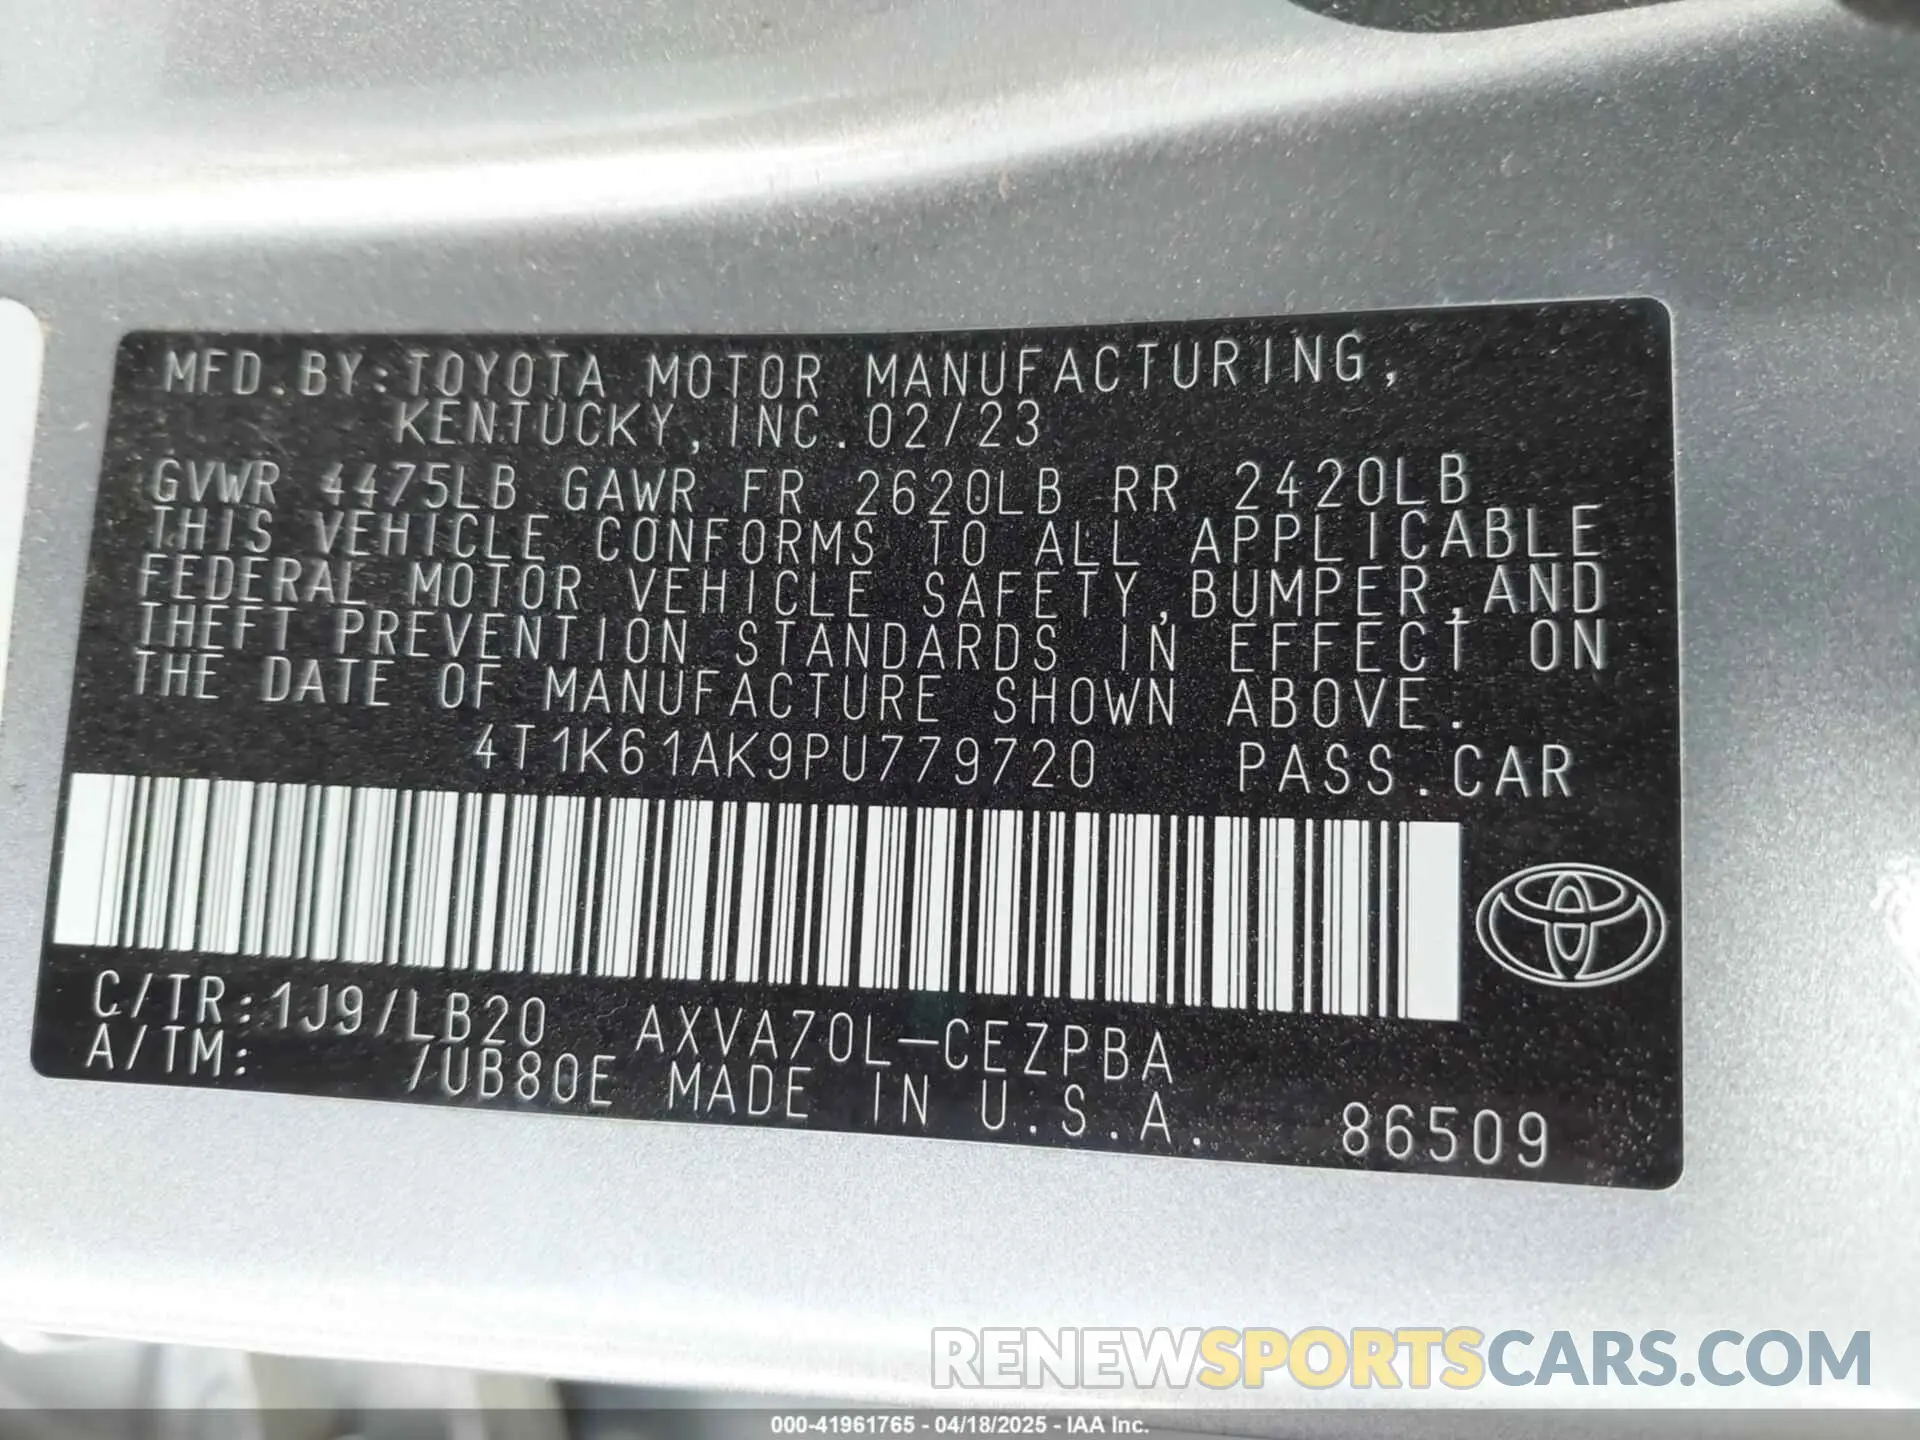 MFD.BY:TOYOTA MOTOR MANUFACTURING,
KENTUCKY, INC.02/23
GVWR 4475LB GAWR FR 2620LB RR 2420LB
THIS VEHICLE CONFORMS TO ALL APPLICABLE
FEDERAL MOTOR VEHICLE SAFETY,BUMPER,AND
THEFT PREVENTION STANDARDS IN EFFECT ON
THE DATE OF MANUFACTURE SHOWN ABOVE.
4T1K61AK9PU779720 PASS.CAR
C/TR:1J9/LB20 AXVA70L-CEZPBA
A/TM: /UB80E MADE IN U.S.A. 86509
RENEWSPORTSCARS.COM
000-41961765 - 04/18/2025 - IAA Inc.